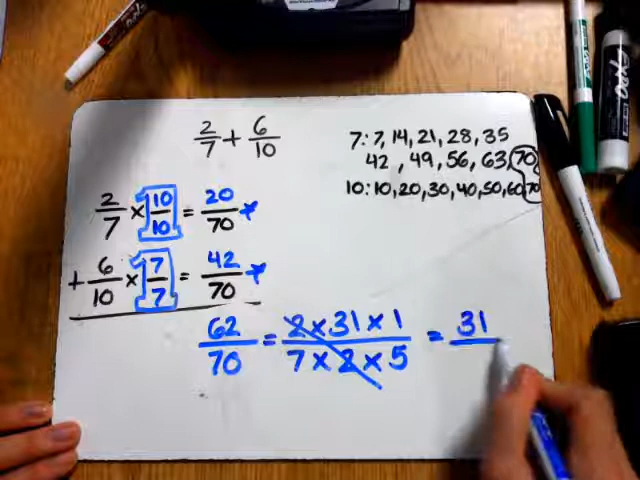 2/7 + 6/10
7: 7, 14, 21, 28, 35
42, 49, 56, 63, 70
10: 10, 20, 30, 40, 50, 60, 70
2/7 × 10/10 = 20/70 *
+ 6/10 × 7/7 = 42/70 *
62/70 = 2 × 31 × 1 / 7 × 2 × 5 = 31
EXPO